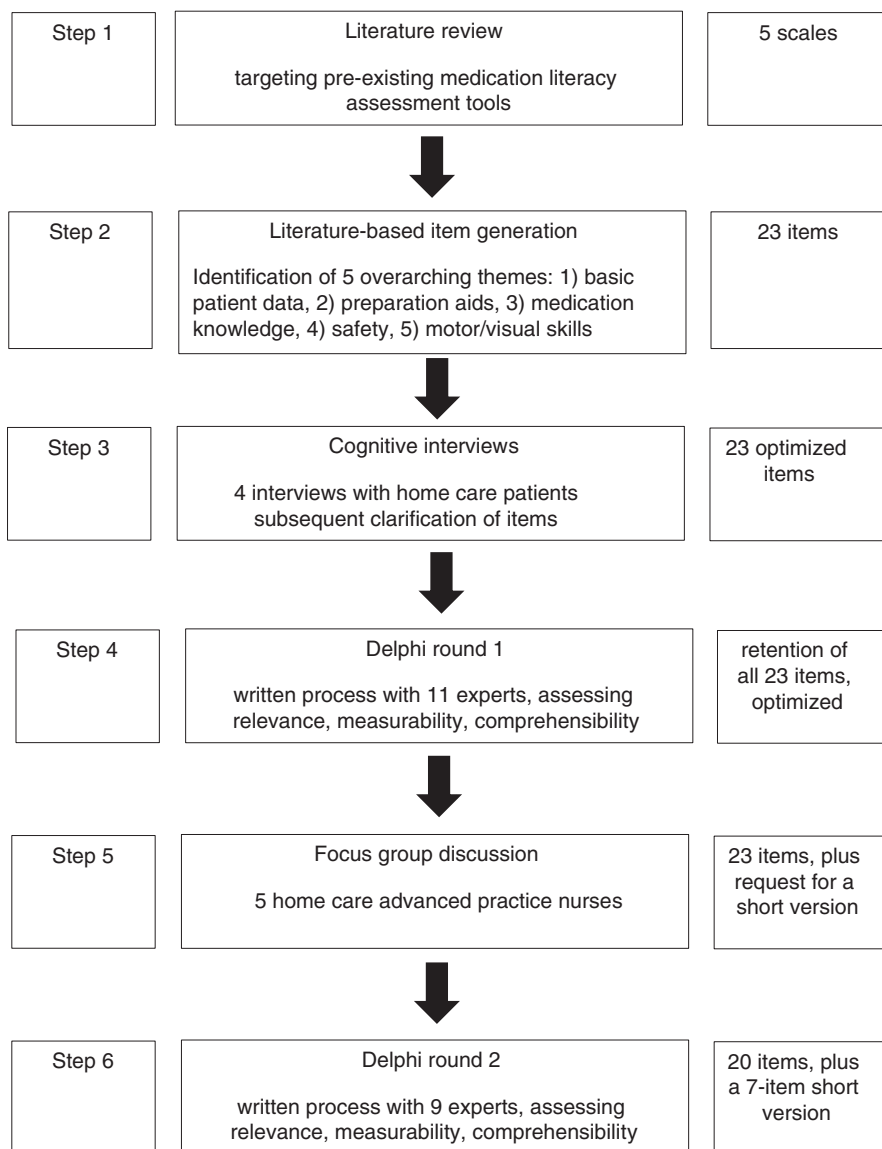 Step 1
Literature review
targeting pre-existing medication literacy
assessment tools
5 scales
Step 2
Literature-based item generation
Identification of 5 overarching themes: 1) basic
patient data, 2) preparation aids, 3) medication
knowledge, 4) safety, 5) motor/visual skills
23 items
Step 3
Cognitive interviews
4 interviews with home care patients
subsequent clarification of items
23 optimized
items
Step 4
Delphi round 1
written process with 11 experts, assessing
relevance, measurability, comprehensibility
retention of
all 23 items,
optimized
Step 5
Focus group discussion
5 home care advanced practice nurses
23 items, plus
request for a
short version
Step 6
Delphi round 2
written process with 9 experts, assessing
relevance, measurability, comprehensibility
20 items, plus
a 7-item short
version